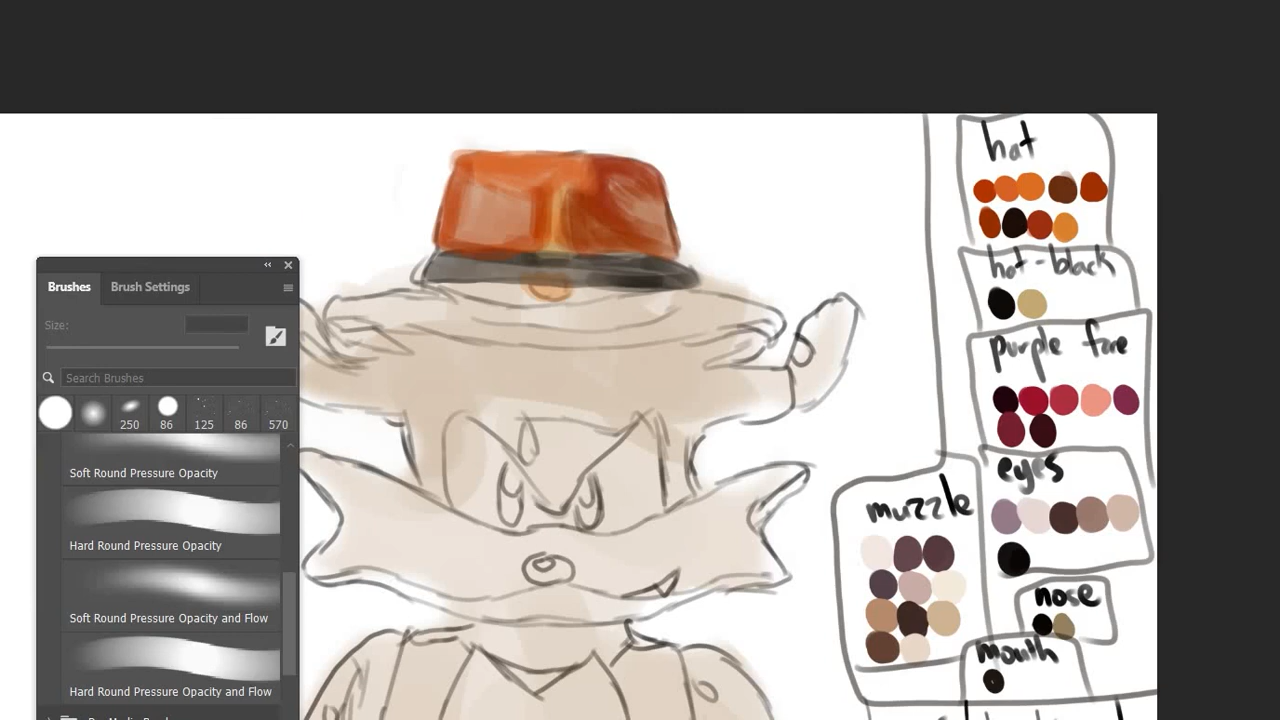 Brushes Brush Settings
Size:
Search Brushes
250 86 125 86 570
Soft Round Pressure Opacity
Hard Round Pressure Opacity
Soft Round Pressure Opacity and Flow
Hard Round Pressure Opacity and Flow
hat
hat-black
purple fure
eyes
muzzle
nose
mouth